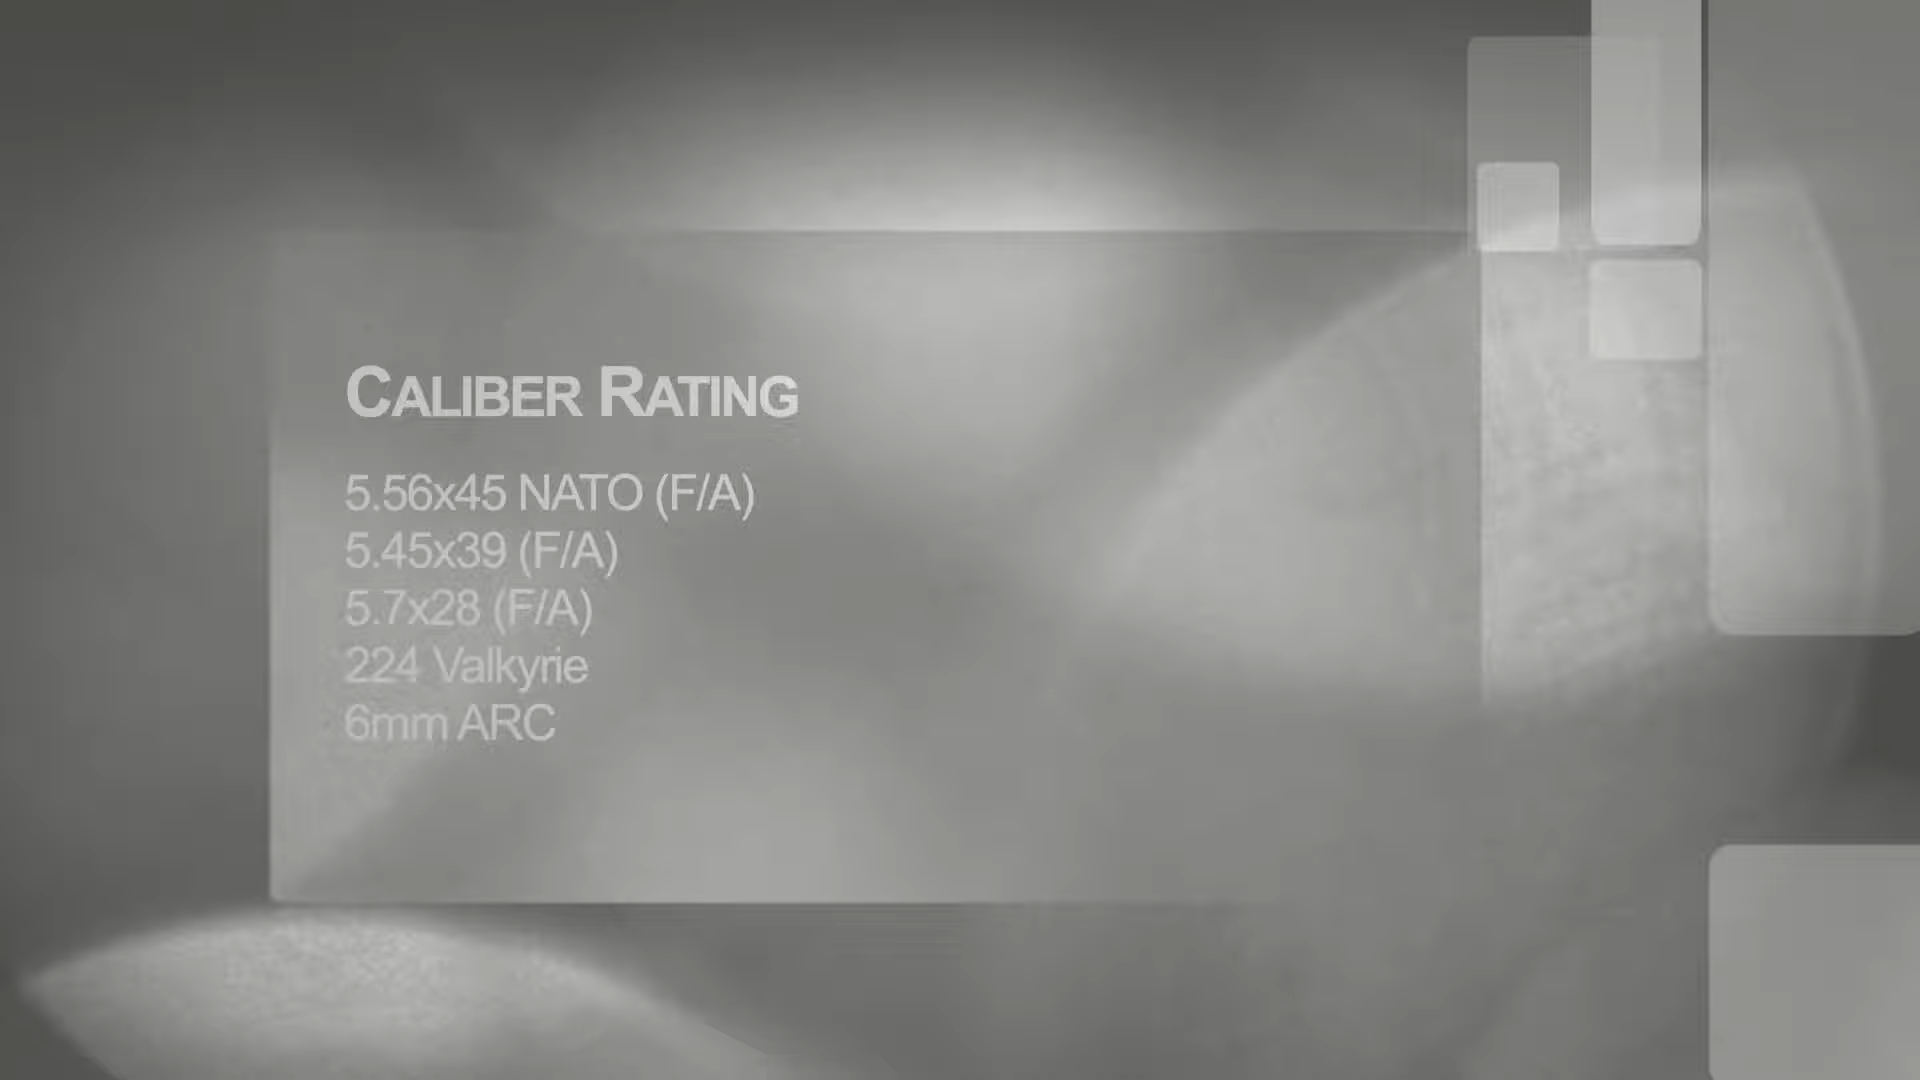 Caliber Rating
5.56x45 NATO (F/A)
5.45x39 (F/A)
5.7x28 (F/A)
224 Valkyrie
6mm ARC